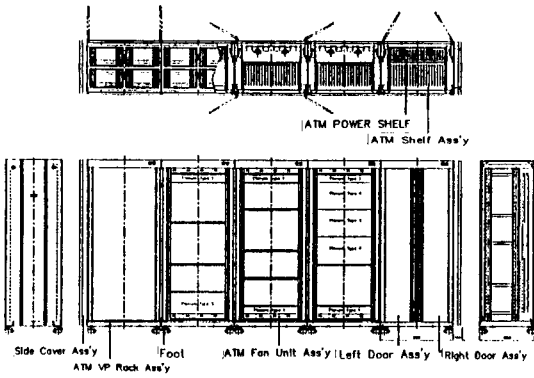 ATM POWER SHELF
ATM Shelf Ass'y
Side Cover Ass'y
ATM VP Rack Ass'y
Foot
ATM Fan Unit Ass'y
Left Door Ass'y
Right Door Ass'y